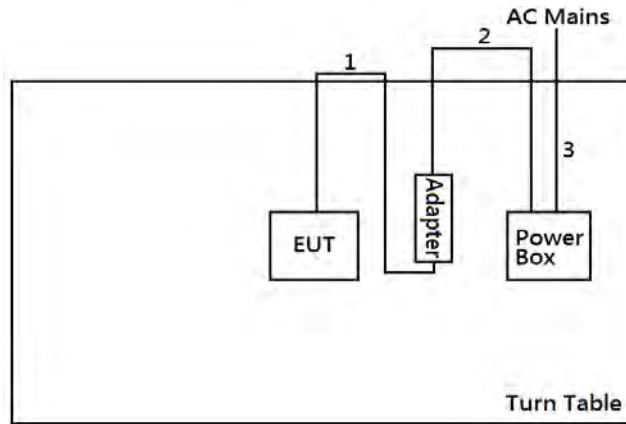 AC Mains
2
1
3
Adapter
EUT
Power
Box
Turn Table